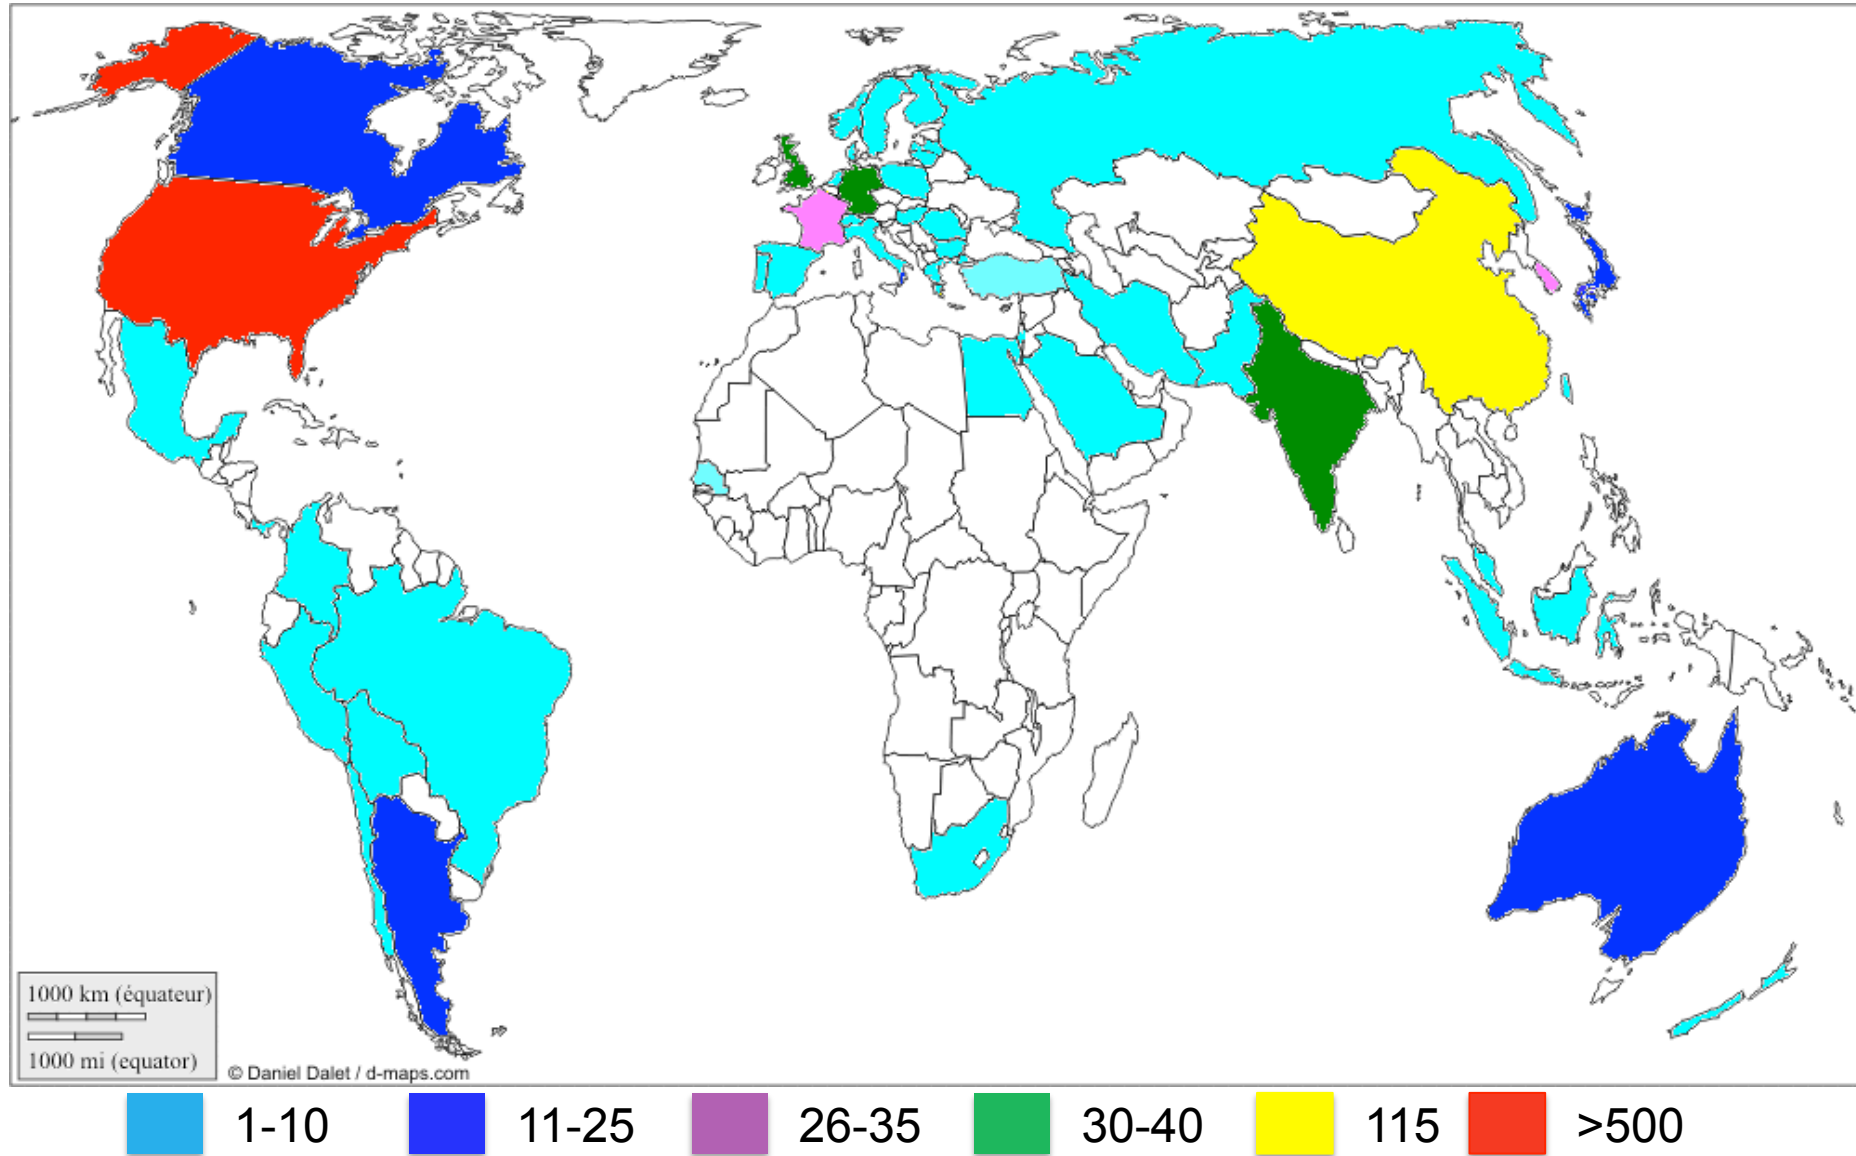 1000 km (équateur)
1000 mi (equator)
© Daniel Dalet / d-maps.com
1-10 11-25 26-35 30-40 115 >500